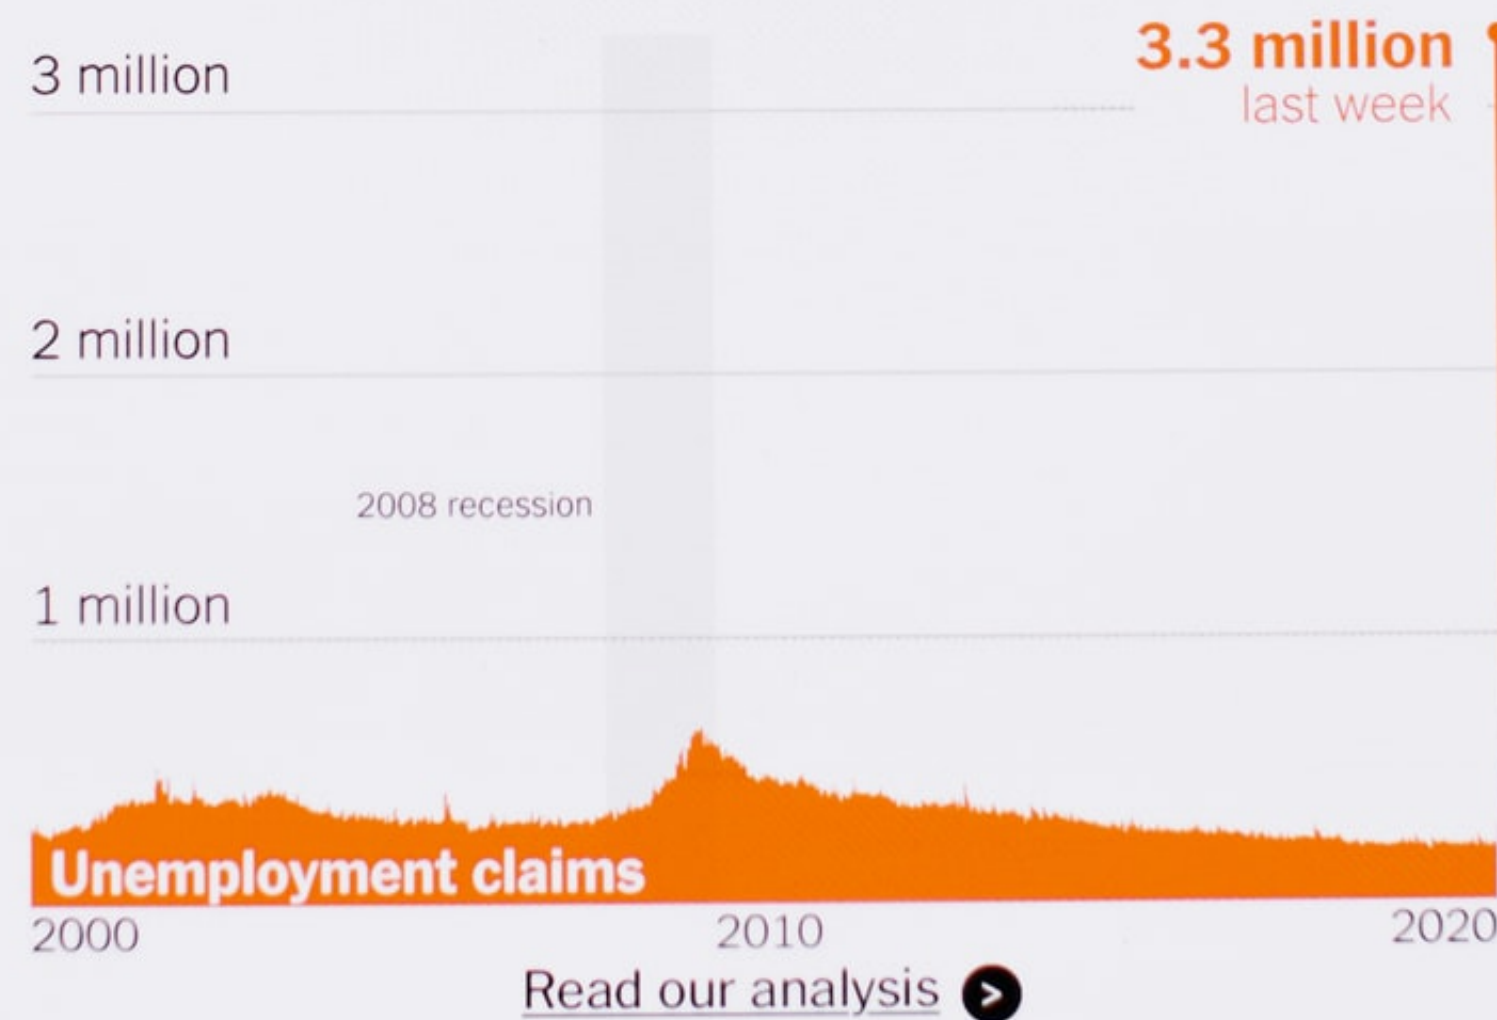 3 million
3.3 million
last week
2 million
2008 recession
1 million
Unemployment claims
2000
2010
2020
Read our analysis